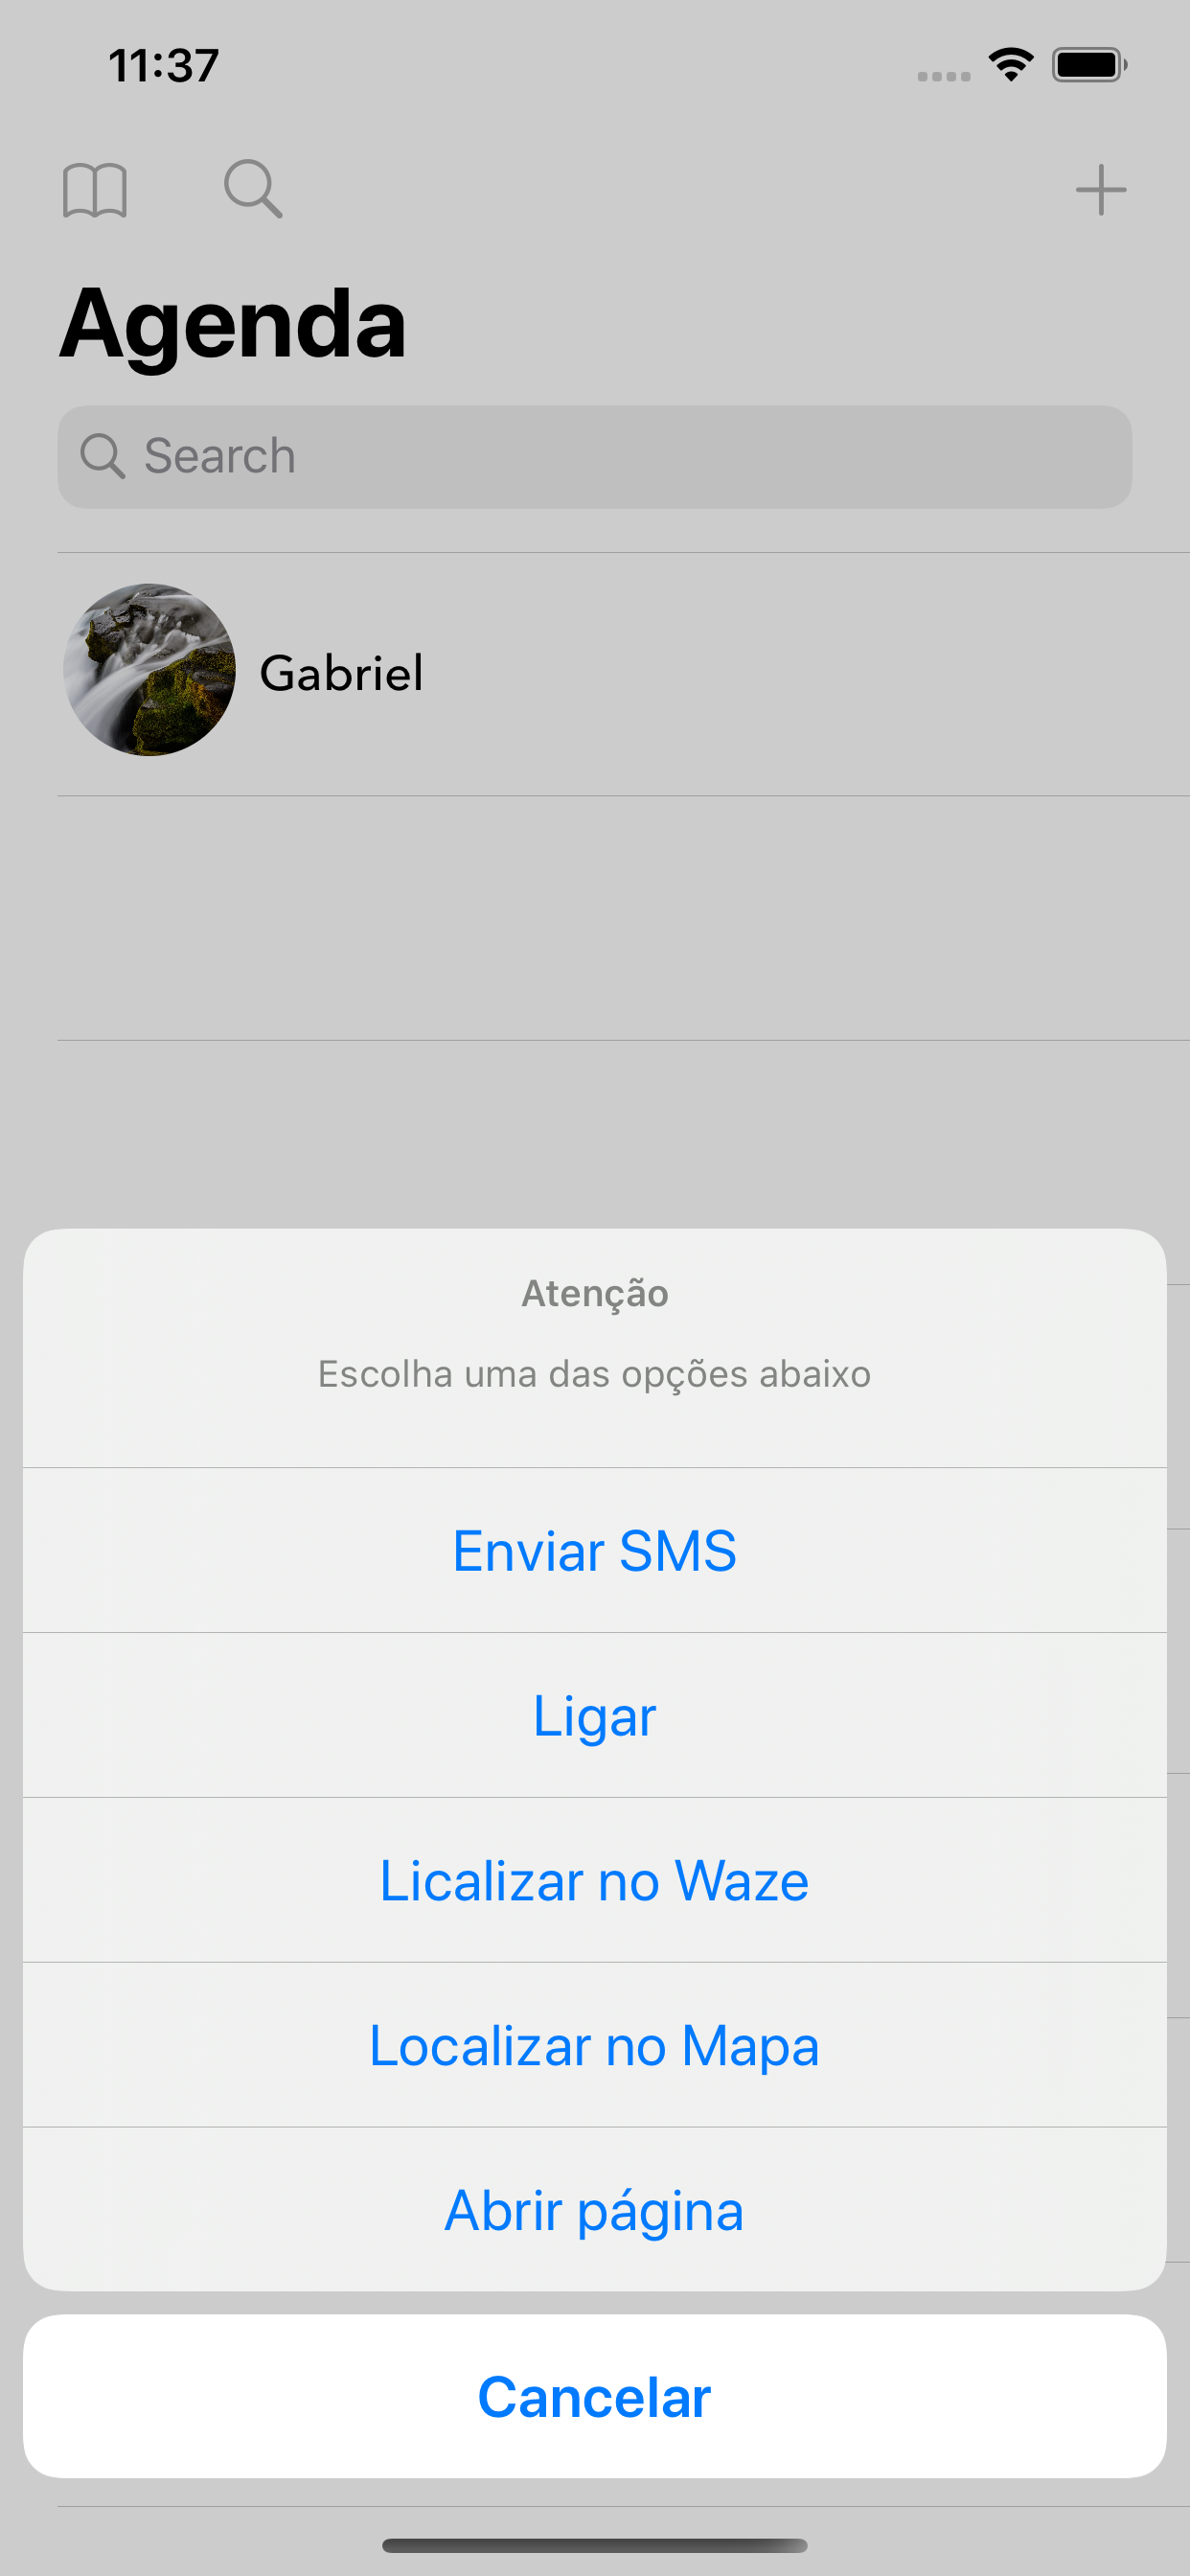 11:37
Agenda
Search
Gabriel
Atenção
Escolha uma das opções abaixo
Enviar SMS
Ligar
Licalizar no Waze
Localizar no Mapa
Abrir página
Cancelar